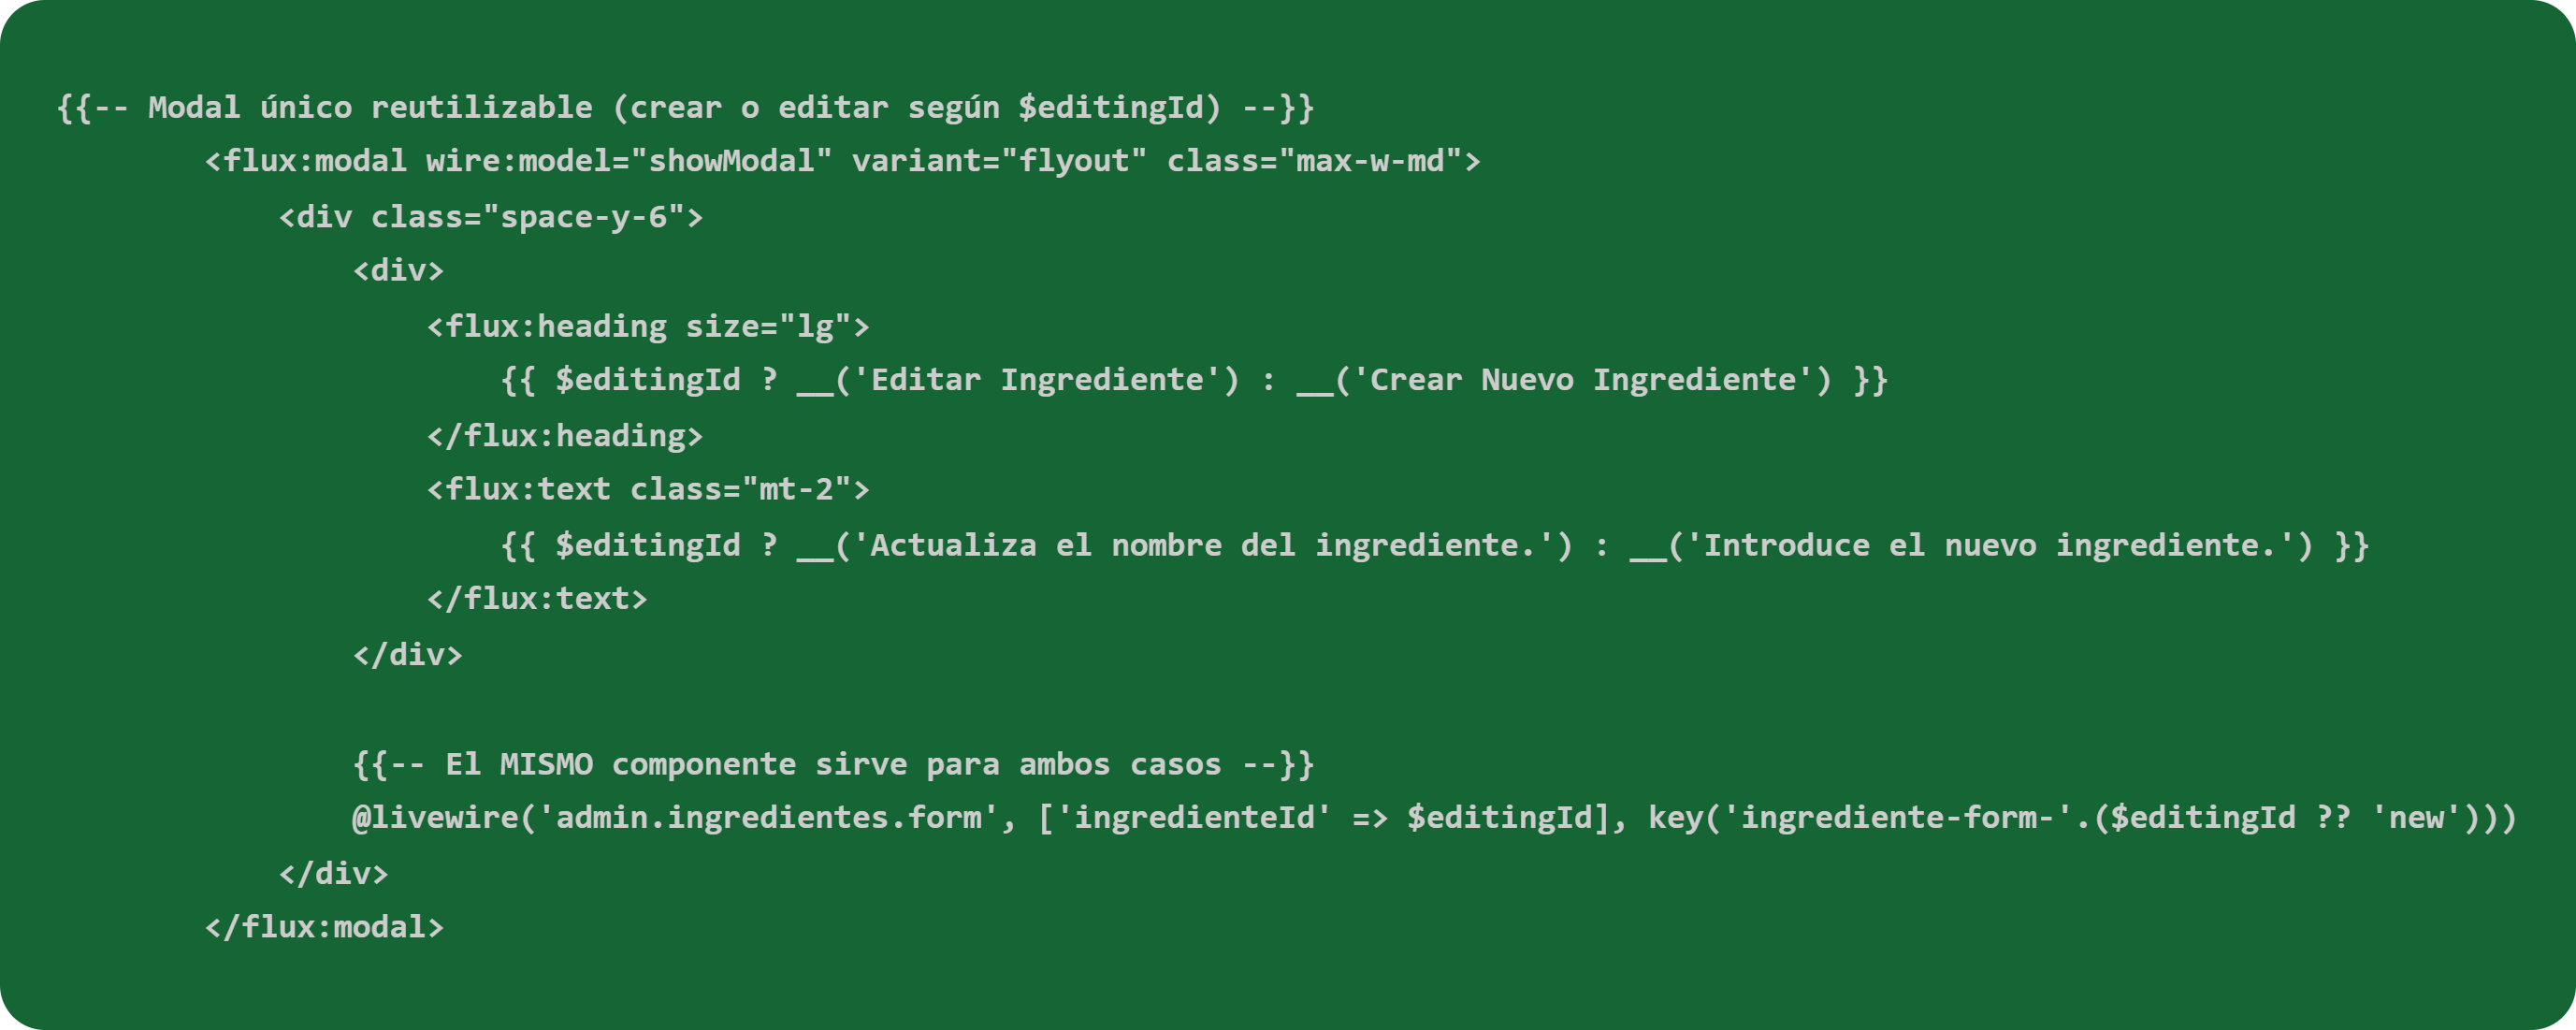 {{-- Modal único reutilizable (crear o editar según $editingId) --}}
<flux:modal wire:model="showModal" variant="flyout" class="max-w-md">
<div class="space-y-6">
<div>
<flux:heading size="lg">
{{ $editingId ? __('Editar Ingrediente') : __('Crear Nuevo Ingrediente') }}
</flux:heading>
<flux:text class="mt-2">
{{ $editingId ? __('Actualiza el nombre del ingrediente.') : __('Introduce el nuevo ingrediente.') }}
</flux:text>
</div>
{{-- El MISMO componente sirve para ambos casos --}}
@livewire('admin.ingredientes.form', ['ingredienteId' => $editingId], key('ingrediente-form-'.($editingId ?? 'new')))
</div>
</flux:modal>